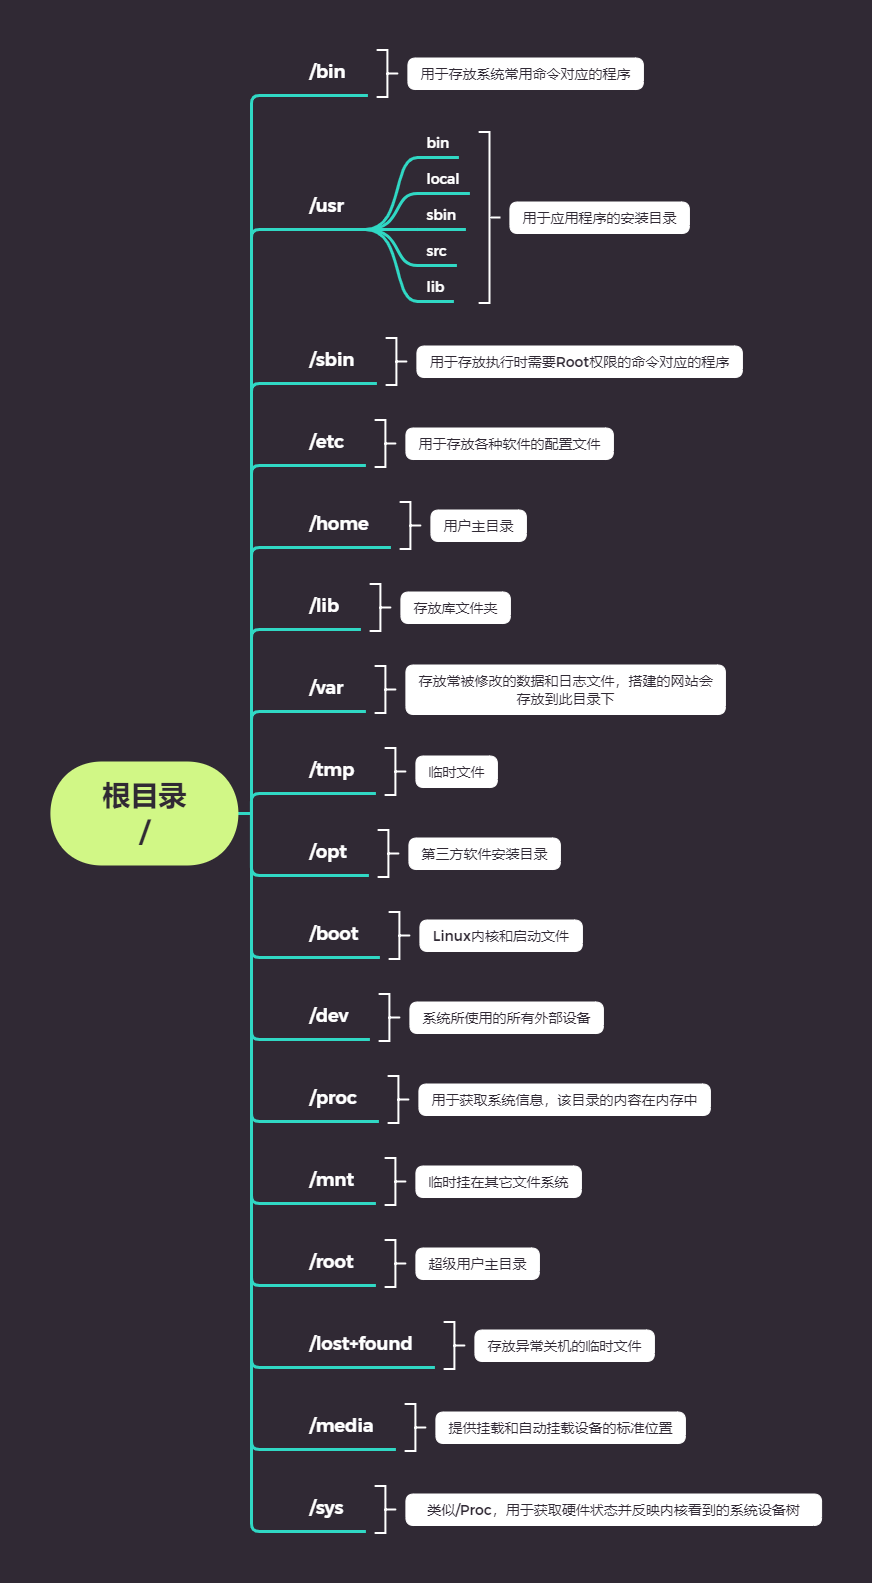 根目录
/
/bin
用于存放系统常用命令对应的程序
/usr
bin
local
sbin
src
lib
用于应用程序的安装目录
/sbin
用于存放执行时需要Root权限的命令对应的程序
/etc
用于存放各种软件的配置文件
/home
用户主目录
/lib
存放库文件夹
/var
存放常被修改的数据和日志文件，搭建的网站会
存放到此目录下
/tmp
临时文件
/opt
第三方软件安装目录
/boot
Linux内核和启动文件
/dev
系统所使用的所有外部设备
/proc
用于获取系统信息，该目录的内容在内存中
/mnt
临时挂在其它文件系统
/root
超级用户主目录
/lost+found
存放异常关机的临时文件
/media
提供挂载和自动挂载设备的标准位置
/sys
类似/Proc，用于获取硬件状态并反映内核看到的系统设备树